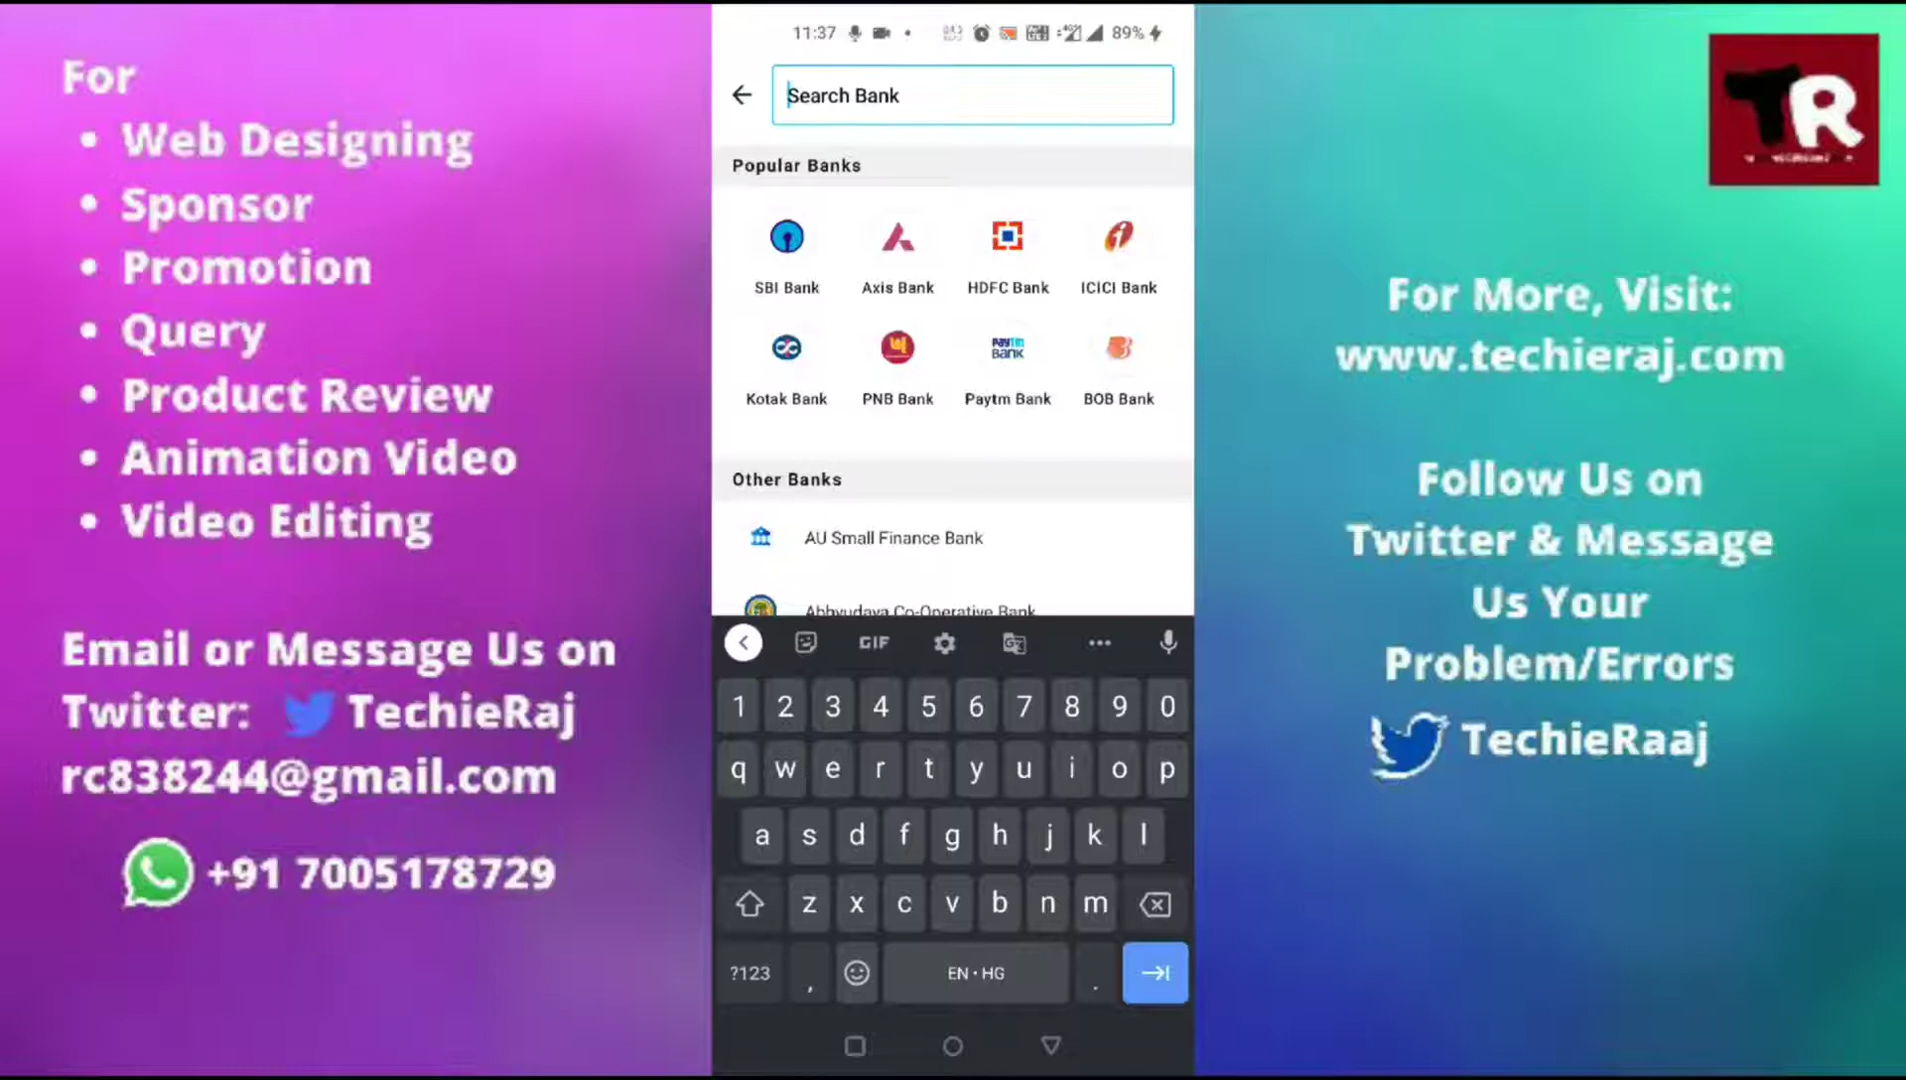 For
• Web Designing
• Sponsor
• Promotion
• Query
• Product Review
• Animation Video
• Video Editing
Email or Message Us on
Twitter: TechieRaj
rc838244@gmail.com
+91 7005178729
11:37
89%
Search Bank
Popular Banks
SBI Bank Axis Bank HDFC Bank ICICI Bank
Kotak Bank PNB Bank Paytm Bank BOB Bank
Other Banks
AU Small Finance Bank
Abhyudaya Co-Operative Bank
GIF
1 2 3 4 5 6 7 8 9 0
q w e r t y u i o p
a s d f g h j k l
z x c v b n m
?123 , EN • HG .
TR
For More, Visit:
www.techieraj.com
Follow Us on
Twitter & Message
Us Your
Problem/Errors
TechieRaaj